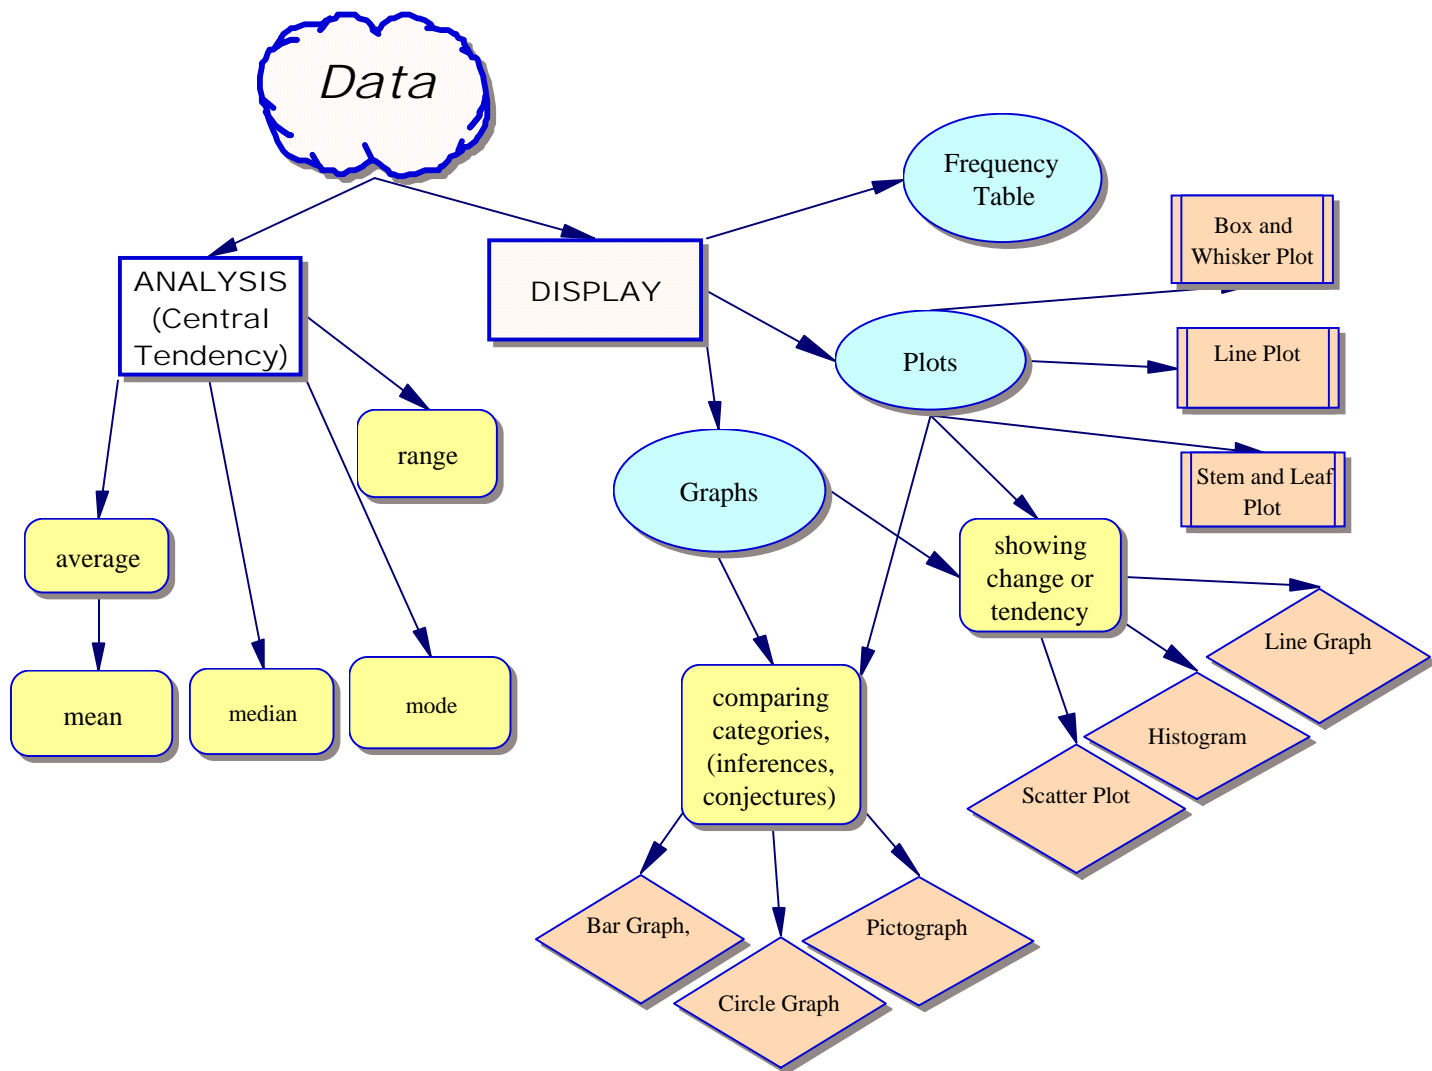 Data
Frequency
Table
Box and
Whisker Plot
ANALYSIS
(Central
Tendency)
DISPLAY
Line Plot
Plots
range
Graphs
Stem and Leaf
Plot
average
showing
change or
tendency
Line Graph
mean
median
mode
comparing
categories,
(inferences,
conjectures)
Histogram
Scatter Plot
Bar Graph,
Pictograph
Circle Graph